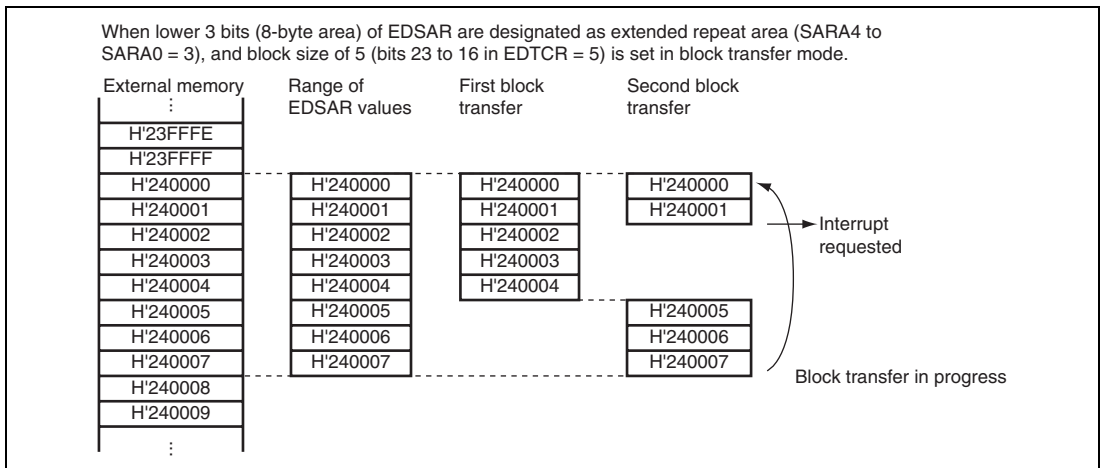 When lower 3 bits (8-byte area) of EDSAR are designated as extended repeat area (SARA4 to
SARA0 = 3), and block size of 5 (bits 23 to 16 in EDTCR = 5) is set in block transfer mode.
External memory
⋮
H'23FFFE
H'23FFFF
H'240000
H'240001
H'240002
H'240003
H'240004
H'240005
H'240006
H'240007
H'240008
H'240009
⋮
Range of
EDSAR values
H'240000
H'240001
H'240002
H'240003
H'240004
H'240005
H'240006
H'240007
First block
transfer
H'240000
H'240001
H'240002
H'240003
H'240004
Second block
transfer
H'240000
H'240001
H'240005
H'240006
H'240007
Interrupt
requested
Block transfer in progress